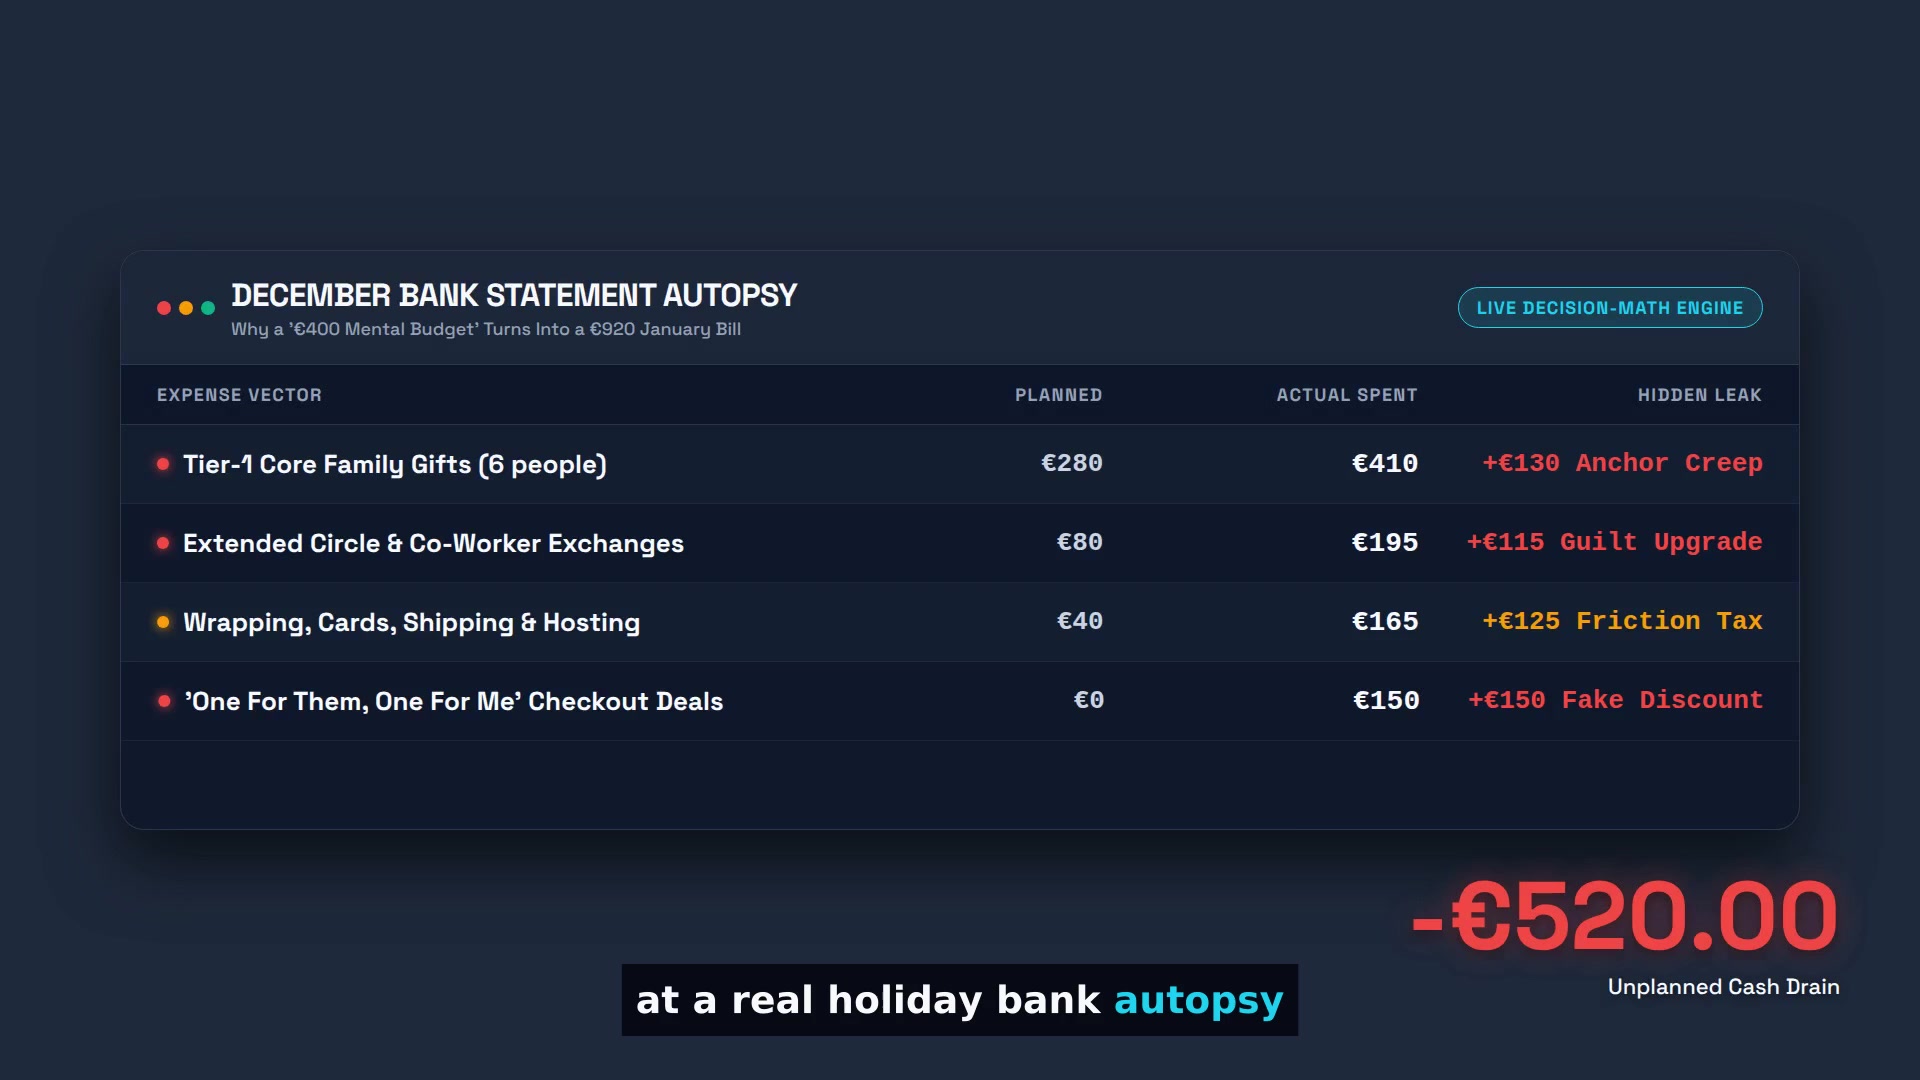 DECEMBER BANK STATEMENT AUTOPSY
Why a '€400 Mental Budget' Turns Into a €920 January Bill
LIVE DECISION-MATH ENGINE
EXPENSE VECTOR PLANNED ACTUAL SPENT HIDDEN LEAK
Tier-1 Core Family Gifts (6 people) €280 €410 +€130 Anchor Creep
Extended Circle & Co-Worker Exchanges €80 €195 +€115 Guilt Upgrade
Wrapping, Cards, Shipping & Hosting €40 €165 +€125 Friction Tax
'One For Them, One For Me' Checkout Deals €0 €150 +€150 Fake Discount
-€520.00
Unplanned Cash Drain
at a real holiday bank autopsy